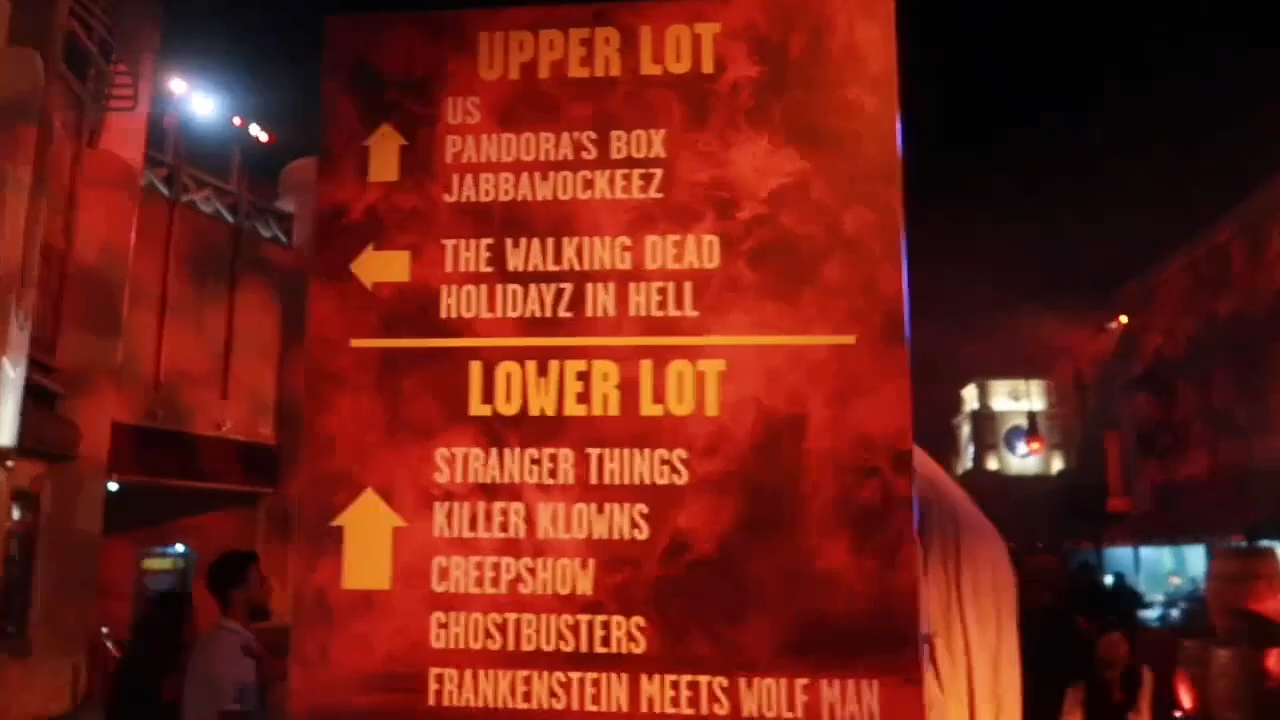 UPPER LOT
US
PANDORA'S BOX
JABBAWOCKEEZ
THE WALKING DEAD
HOLIDAYZ IN HELL
LOWER LOT
STRANGER THINGS
KILLER KLOWNS
CREEPSHOW
GHOSTBUSTERS
FRANKENSTEIN MEETS WOLF MAN